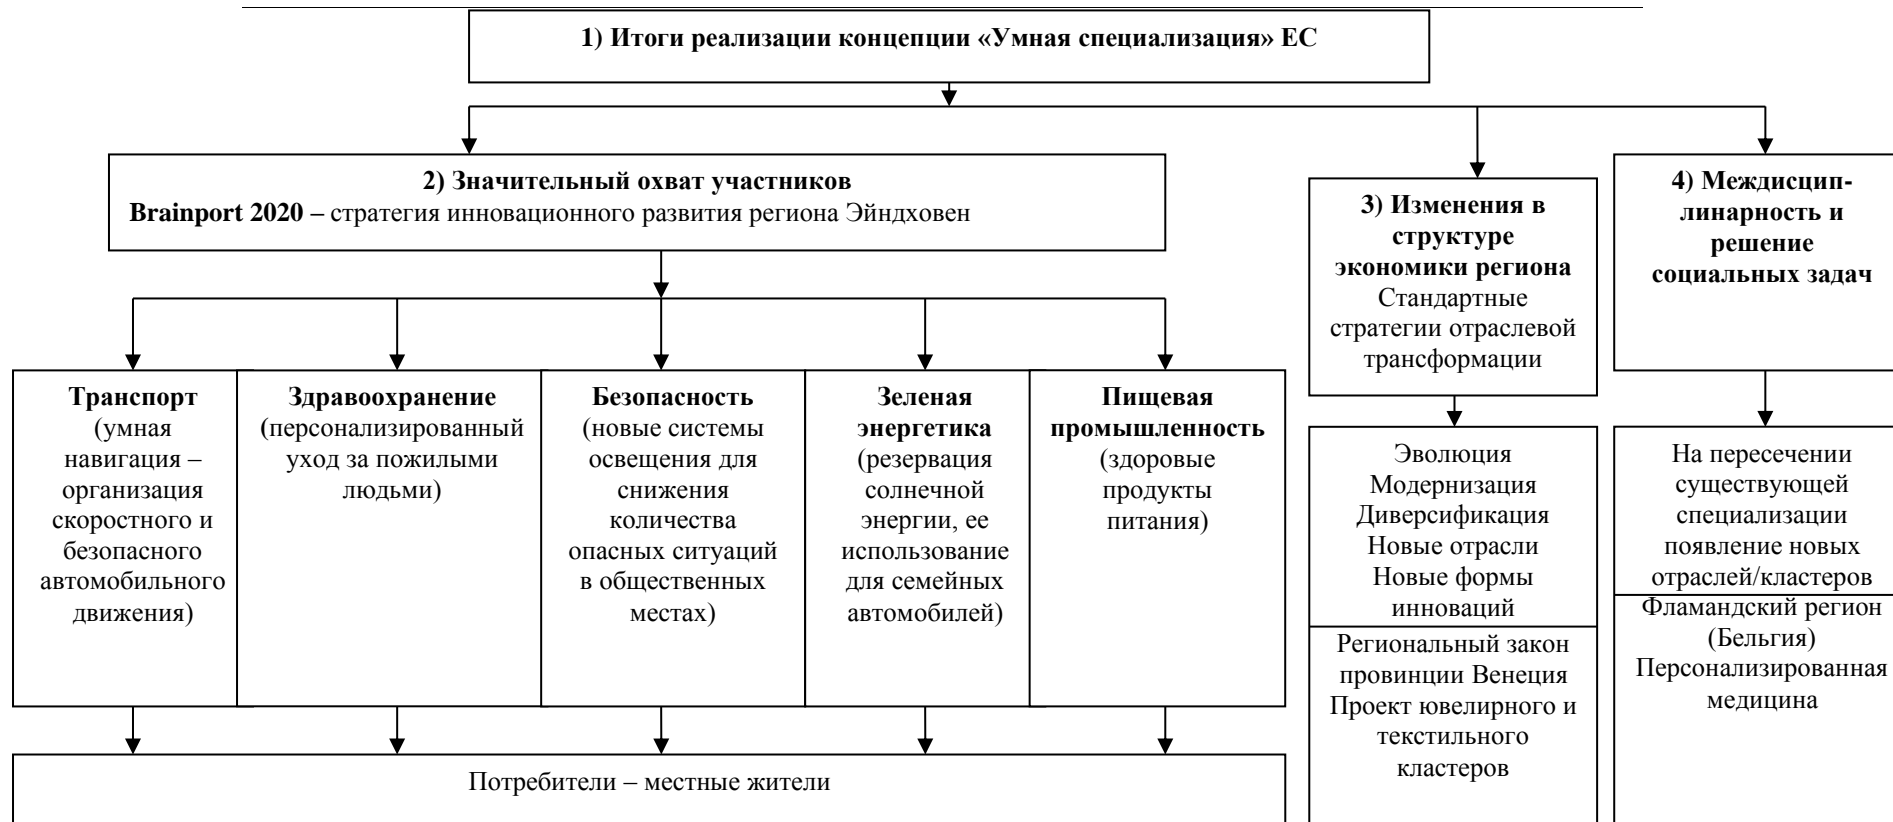 1) Итоги реализации концепции «Умная специализация» ЕС
2) Значительный охват участников
Brainport 2020 – стратегия инновационного развития региона Эйндховен
3) Изменения в
структуре
экономики региона
Стандартные
стратегии отраслевой
трансформации
4) Междисцип-
линарность и
решение
социальных задач
Транспорт
(умная
навигация –
организация
скоростного и
безопасного
автомобильного
движения)
Здравоохранение
(персонализированный
уход за пожилыми
людьми)
Безопасность
(новые системы
освещения для
снижения
количества
опасных ситуаций
в общественных
местах)
Зеленая
энергетика
(резервация
солнечной
энергии, ее
использование
для семейных
автомобилей)
Пищевая
промышленность
(здоровые
продукты
питания)
Эволюция
Модернизация
Диверсификация
Новые отрасли
Новые формы
инноваций
Региональный закон
провинции Венеция
Проект ювелирного и
текстильного
кластеров
На пересечении
существующей
специализации
появление новых
отраслей/кластеров
Фламандский регион
(Бельгия)
Персонализированная
медицина
Потребители – местные жители